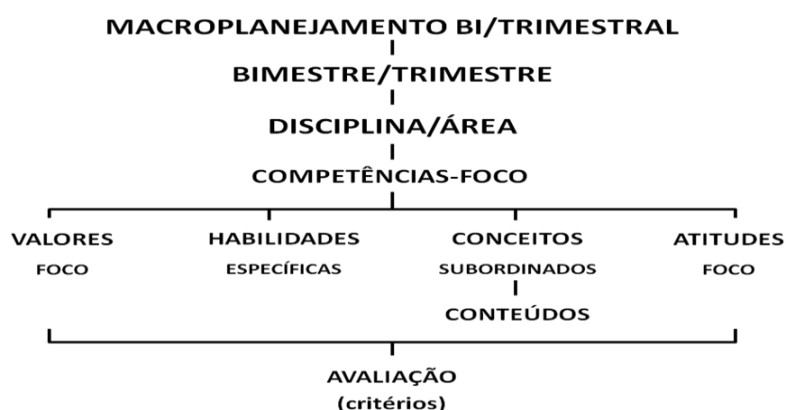 MACROPLANEJAMENTO BI/TRIMESTRAL
BIMESTRE/TRIMESTRE
DISCIPLINA/ÁREA
COMPETÊNCIAS-FOCO
VALORES HABILIDADES CONCEITOS ATITUDES
FOCO ESPECÍFICAS SUBORDINADOS FOCO
CONTEÚDOS
AVALIAÇÃO
(critérios)